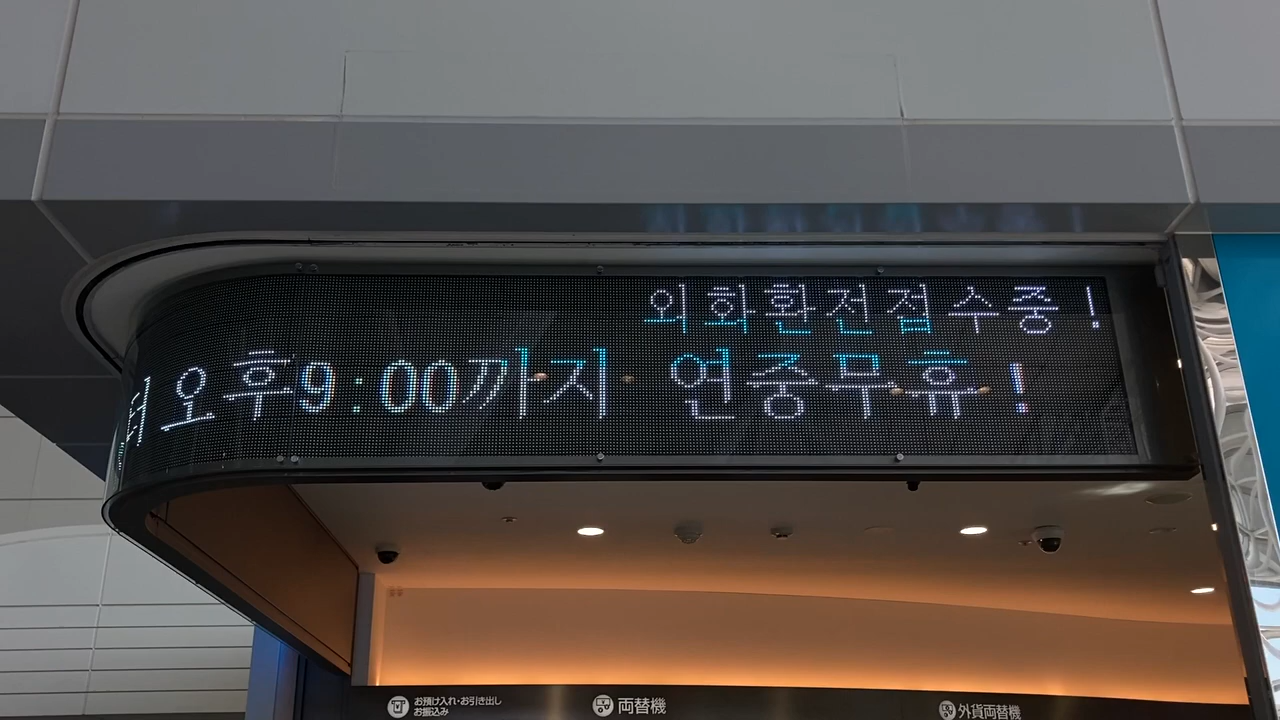 외화환전접수중!
터 오후9:00까지 연중무휴!
お預け入れ・お引き出し
お振込み
両替機
外貨両替機